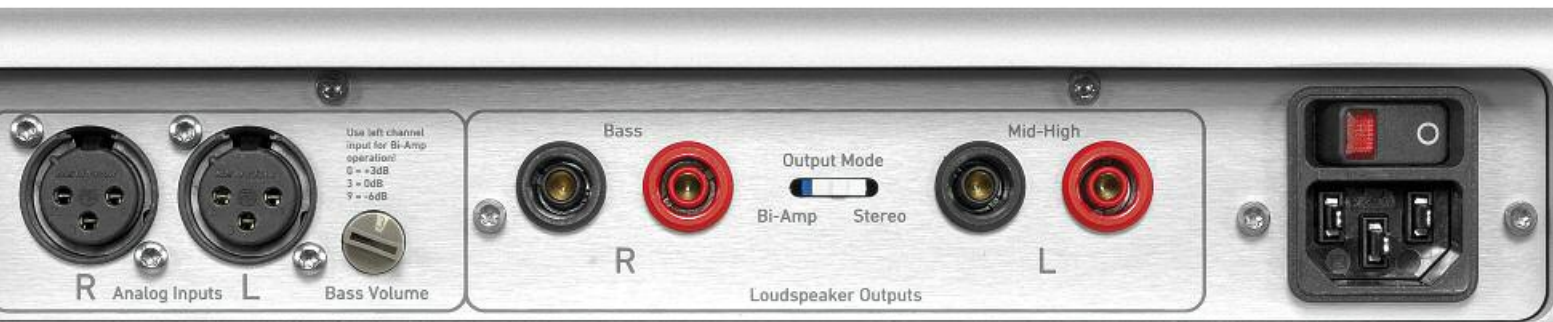 Use left channel
input for Bi-Amp
operation!
0 = +3dB
3 = 0dB
9 = -6dB
R Analog Inputs L
Bass Volume
Bass
Output Mode
Bi-Amp Stereo
Mid-High
R
L
Loudspeaker Outputs